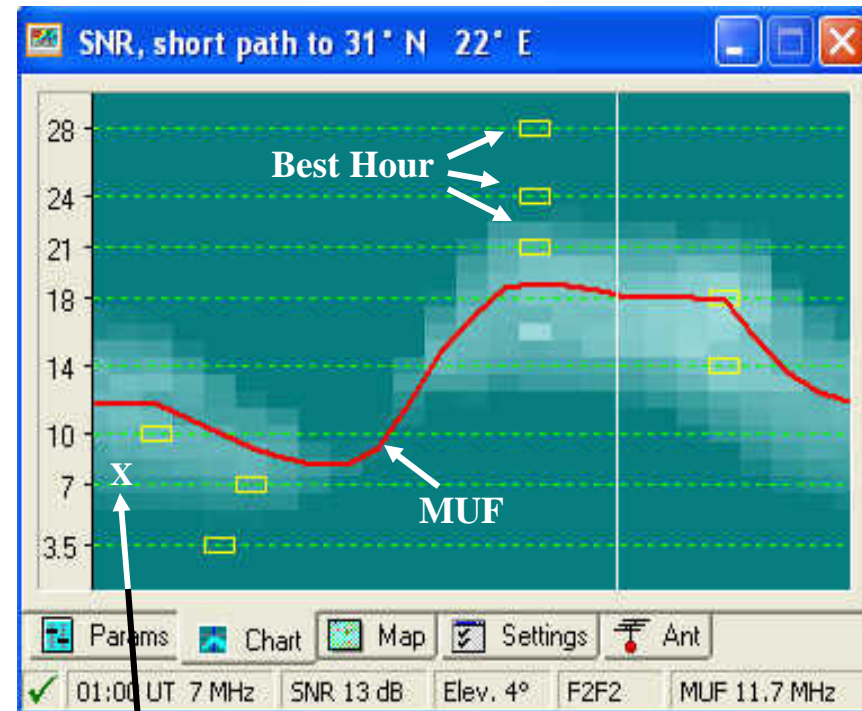 SNR, short path to 31° N 22° E
28
Best Hour
24
21
18
14
10
7 X
MUF
3.5
Params Chart Map Settings Ant
01:00 UT 7 MHz SNR 13 dB Elev. 4° F2F2 MUF 11.7 MHz